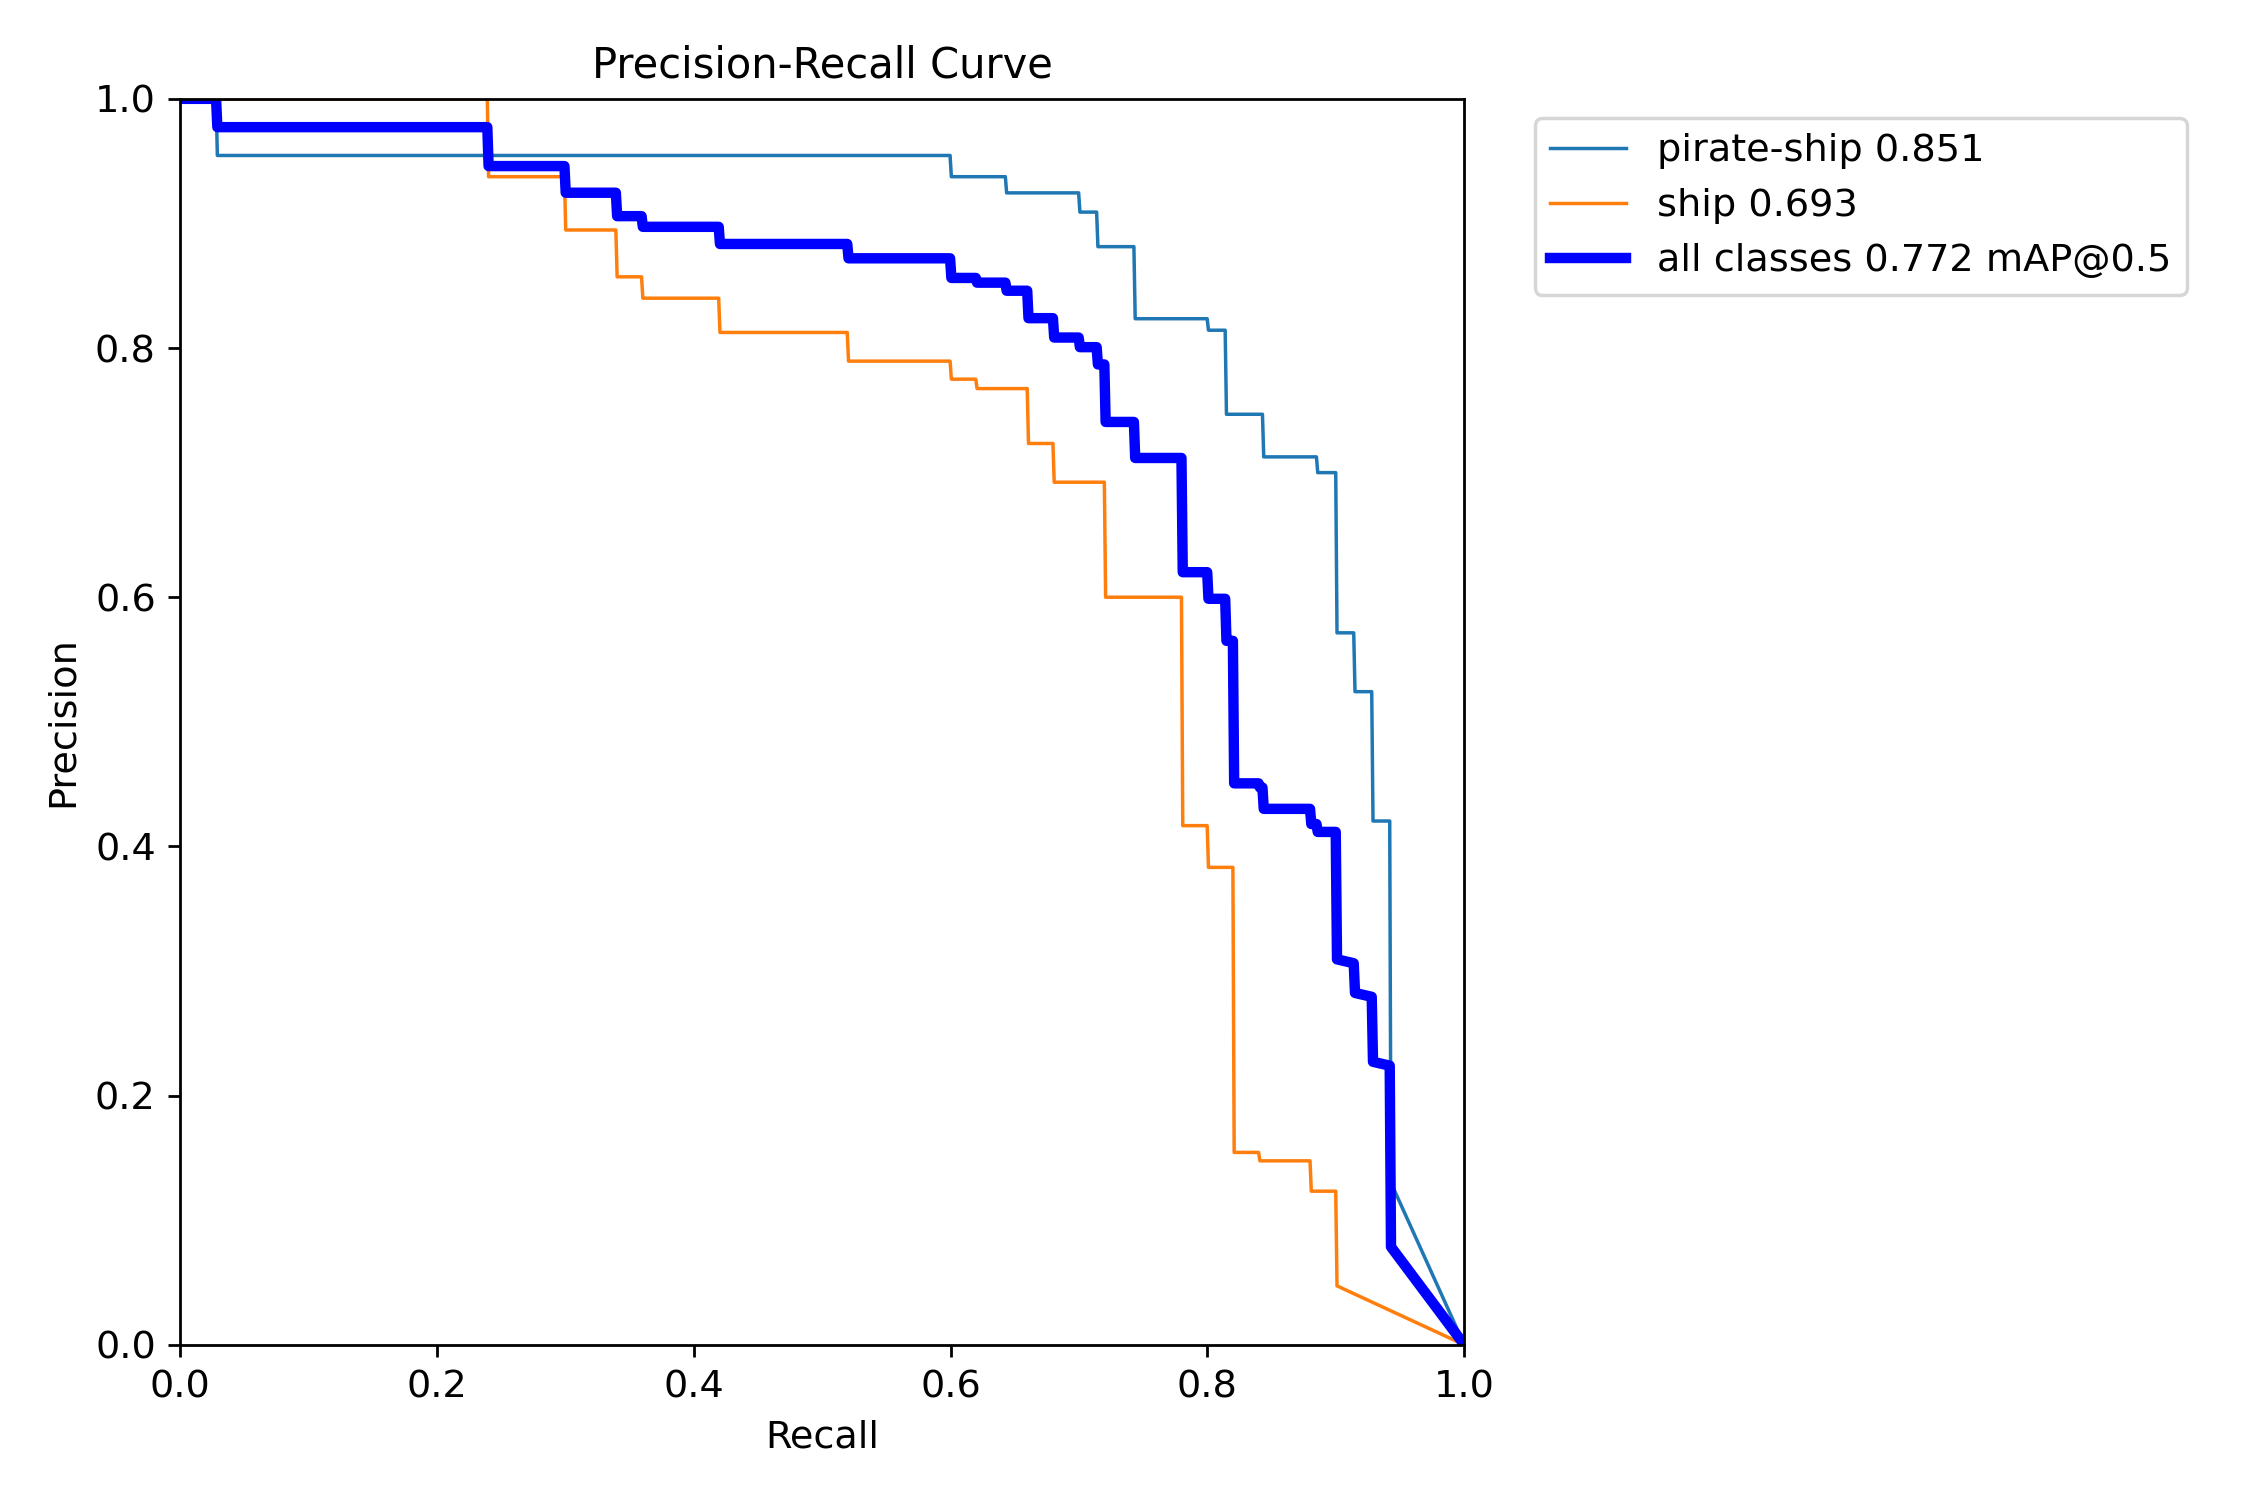 Precision-Recall Curve
1.0
0.8
0.6
0.4
0.2
0.0
Precision
0.0 0.2 0.4 0.6 0.8 1.0
Recall
pirate-ship 0.851
ship 0.693
all classes 0.772 mAP@0.5